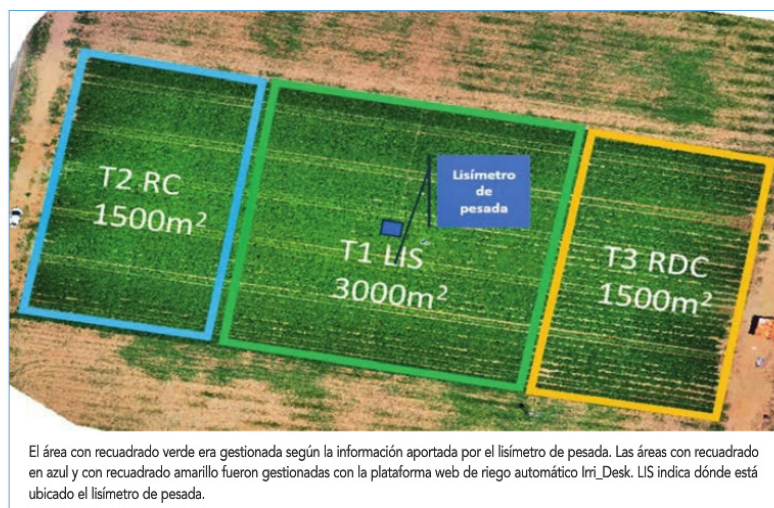 T2 RC
1500m²
Lisímetro
de
pesada
T1 LIS
3000m²
T3 RDC
1500m²
El área con recuadrado verde era gestionada según la información aportada por el lisímetro de pesada. Las áreas con recuadrado
en azul y con recuadrado amarillo fueron gestionadas con la plataforma web de riego automático Irri_Desk. LIS indica dónde está
ubicado el lisímetro de pesada.